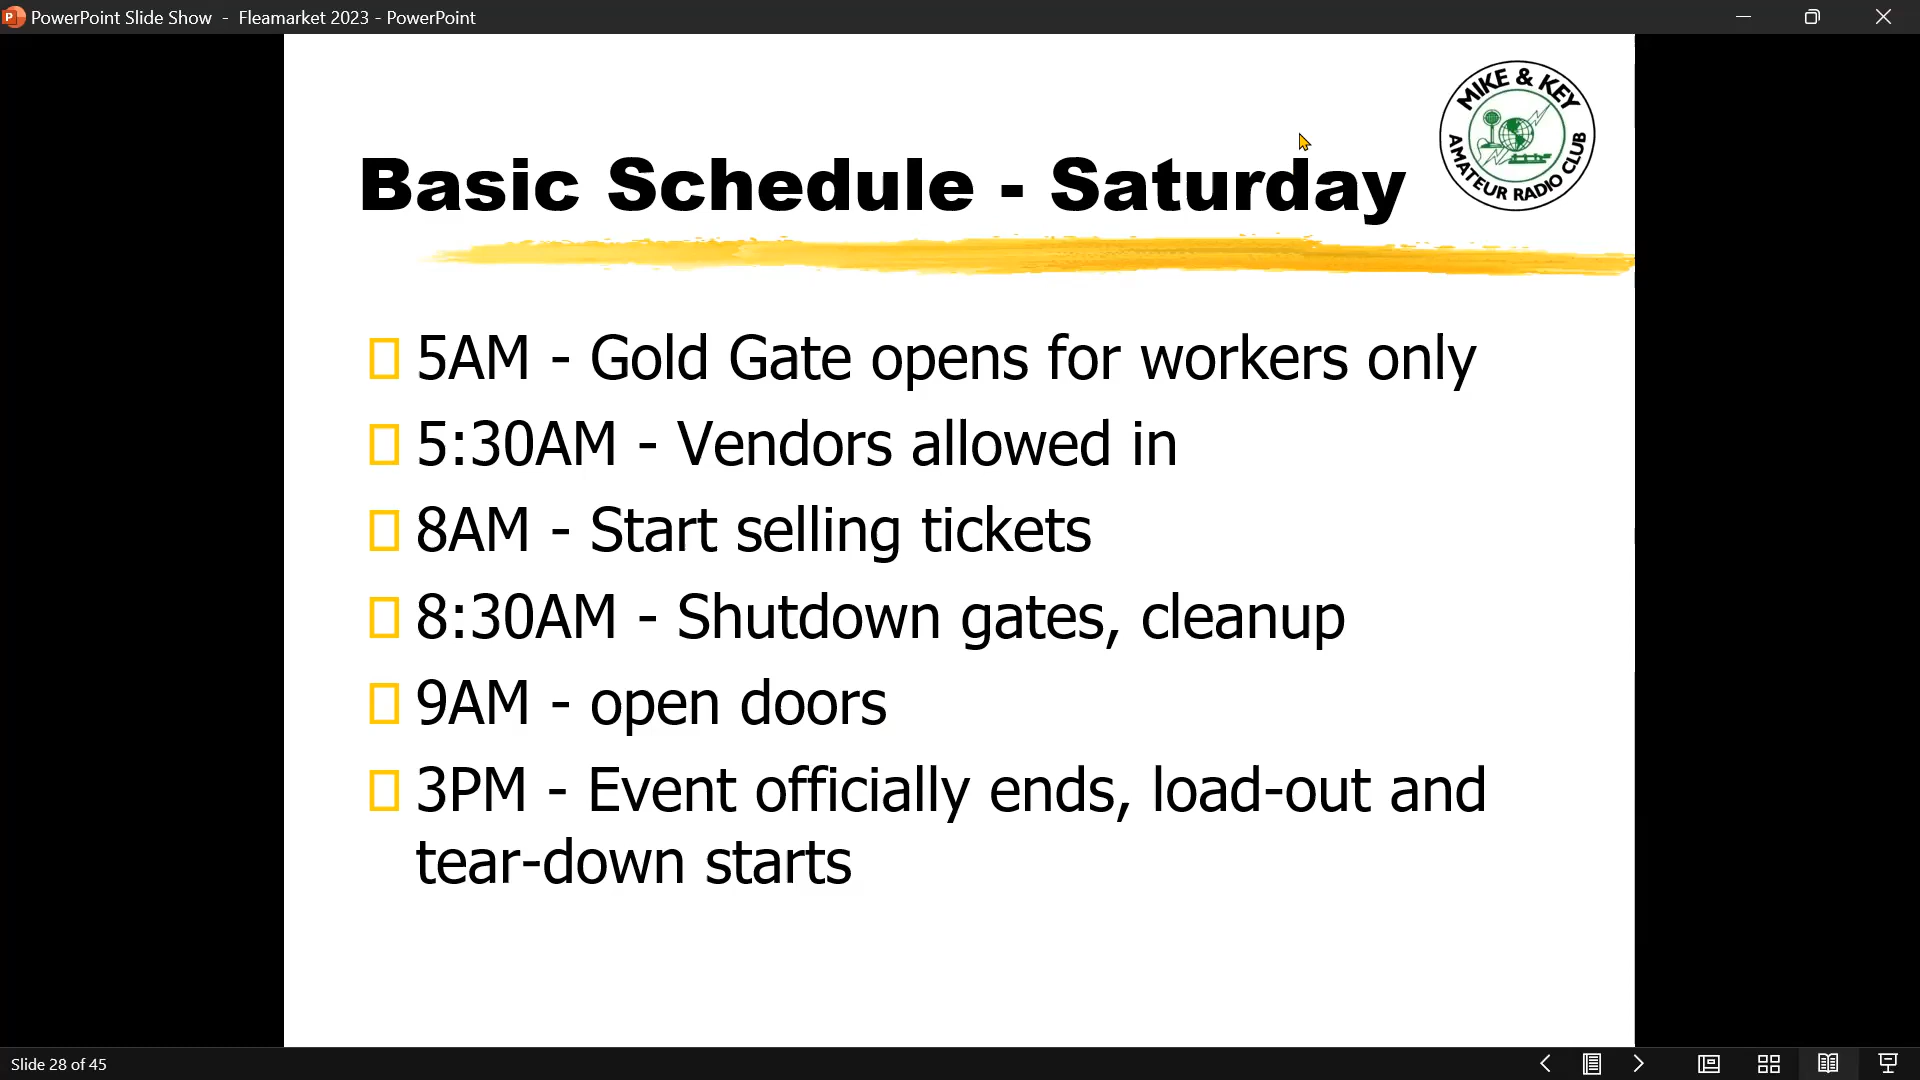 PowerPoint Slide Show - Fleamarket 2023 - PowerPoint
MIKE & KEY
AMATEUR RADIO CLUB
Basic Schedule - Saturday
5AM - Gold Gate opens for workers only
5:30AM - Vendors allowed in
8AM - Start selling tickets
8:30AM - Shutdown gates, cleanup
9AM - open doors
3PM - Event officially ends, load-out and
tear-down starts
Slide 28 of 45